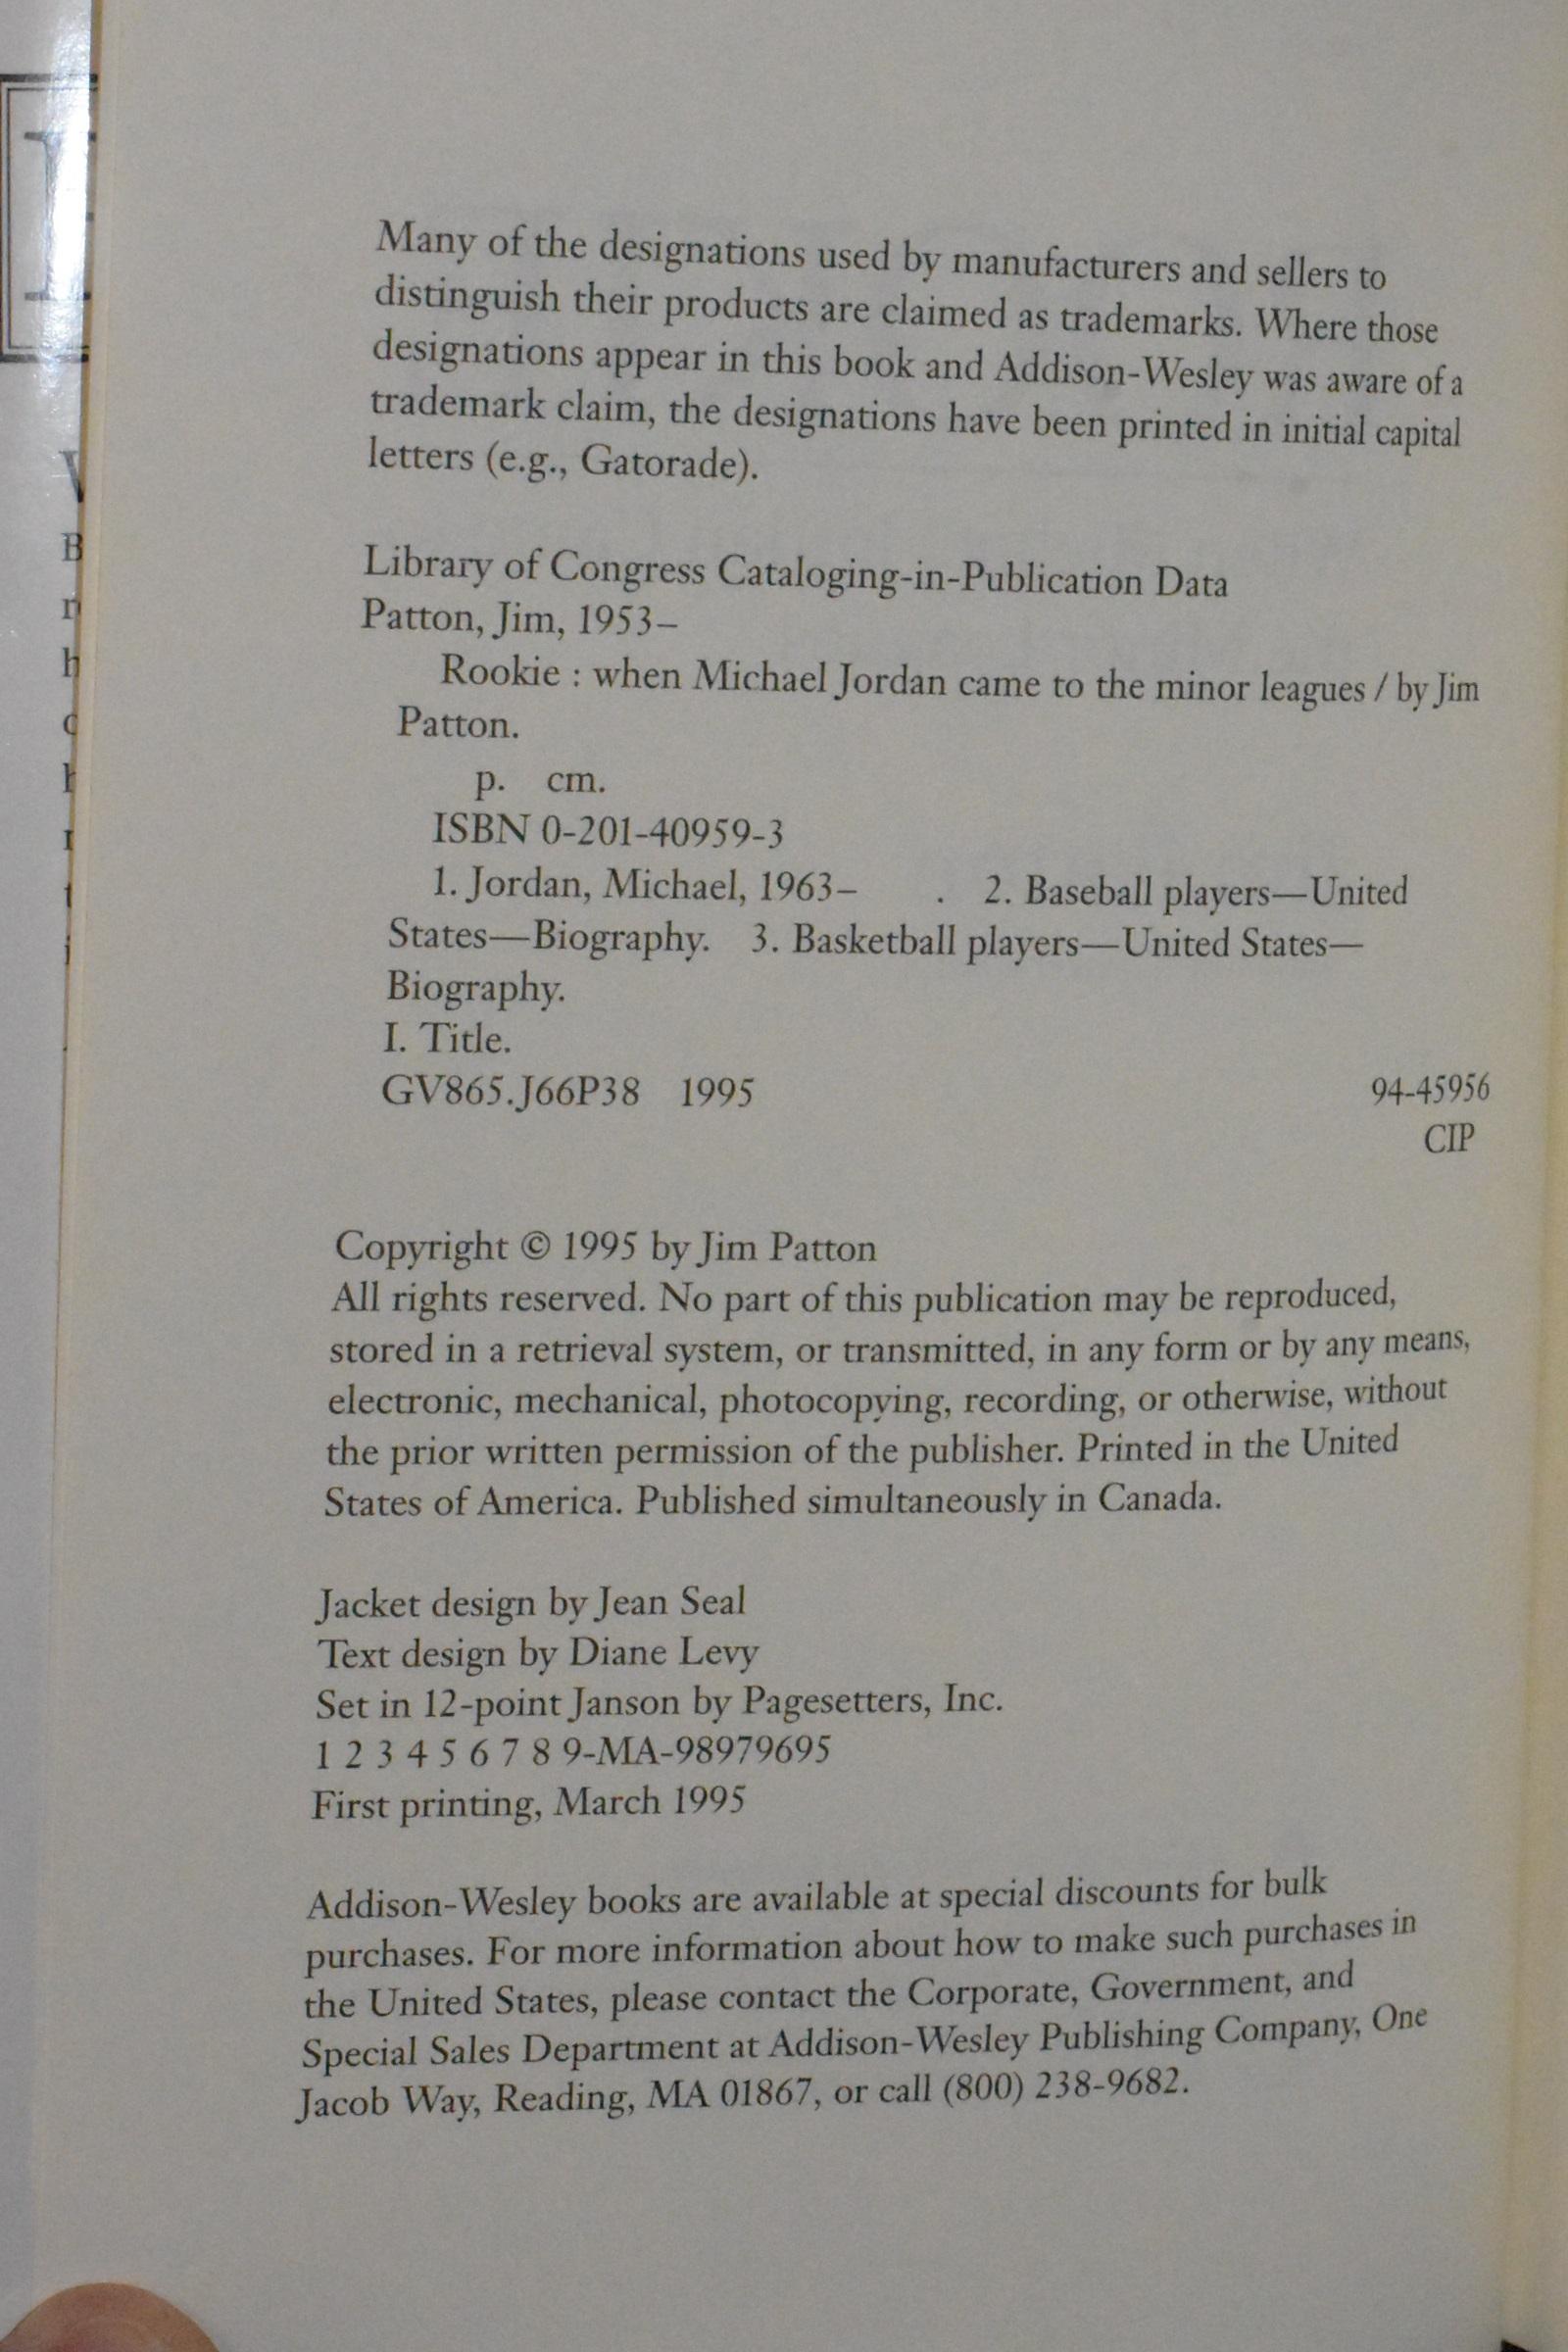 Many of the designations used by manufacturers and sellers to
distinguish their products are claimed as trademarks. Where those
designations appear in this book and Addison-Wesley was aware of a
trademark claim, the designations have been printed in initial capital
letters (e.g., Gatorade).
Library of Congress Cataloging-in-Publication Data
Patton, Jim, 1953–
Rookie : when Michael Jordan came to the minor leagues / by Jim
Patton.
p. cm.
ISBN 0-201-40959-3
1. Jordan, Michael, 1963– . 2. Baseball players—United
States—Biography. 3. Basketball players—United States—
Biography.
I. Title.
GV865.J66P38 1995 94-45956
CIP
Copyright © 1995 by Jim Patton
All rights reserved. No part of this publication may be reproduced,
stored in a retrieval system, or transmitted, in any form or by any means,
electronic, mechanical, photocopying, recording, or otherwise, without
the prior written permission of the publisher. Printed in the United
States of America. Published simultaneously in Canada.
Jacket design by Jean Seal
Text design by Diane Levy
Set in 12-point Janson by Pagesetters, Inc.
1 2 3 4 5 6 7 8 9-MA-98979695
First printing, March 1995
Addison-Wesley books are available at special discounts for bulk
purchases. For more information about how to make such purchases in
the United States, please contact the Corporate, Government, and
Special Sales Department at Addison-Wesley Publishing Company, One
Jacob Way, Reading, MA 01867, or call (800) 238-9682.